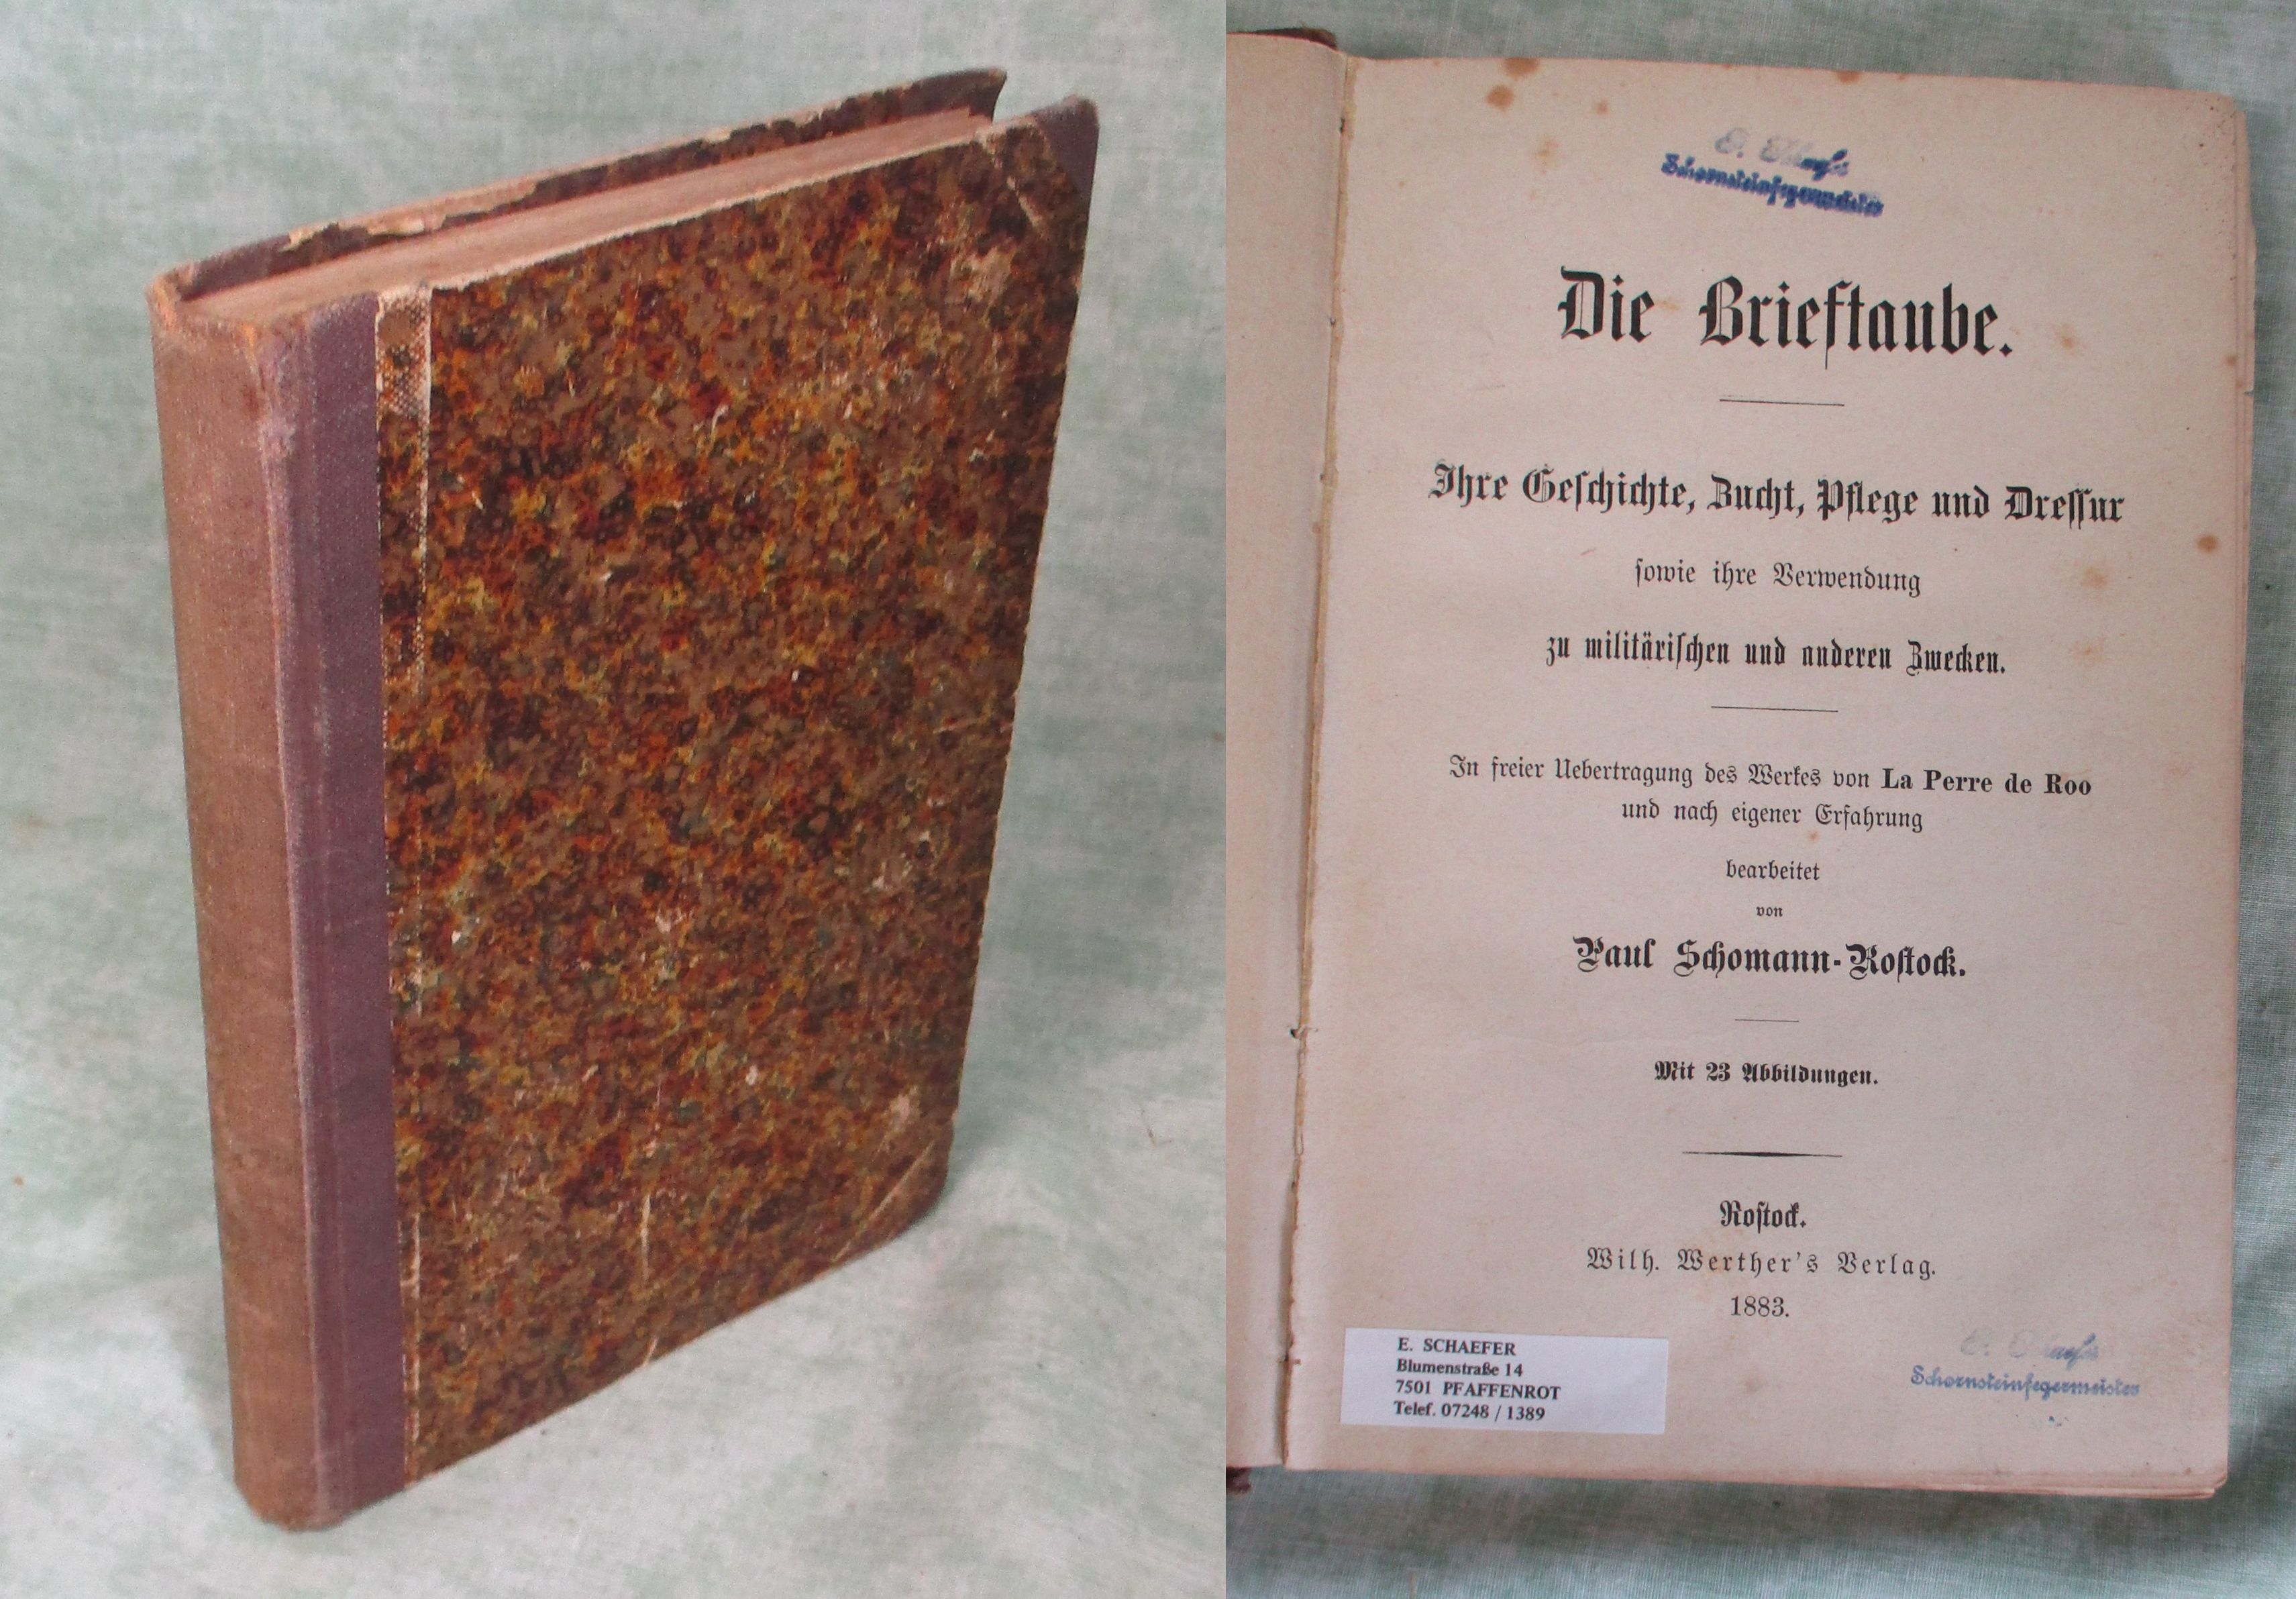 Schornsteinfegermeister
Die Brieftaube.
Ihre Geschichte, Zucht, Pflege und Dressur
sowie ihre Verwendung
zu militärischen und anderen Zwecken.
In freier Uebertragung des Werkes von La Perre de Roo
und nach eigener Erfahrung
bearbeitet
von
Paul Schomann-Rostock.
Mit 23 Abbildungen.
Rostock.
Wilh. Werther's Verlag.
1883.
E. SCHAEFER
Blumenstraße 14
7501 PFAFFENROT
Telef. 07248 / 1389
Schornsteinfegermeister